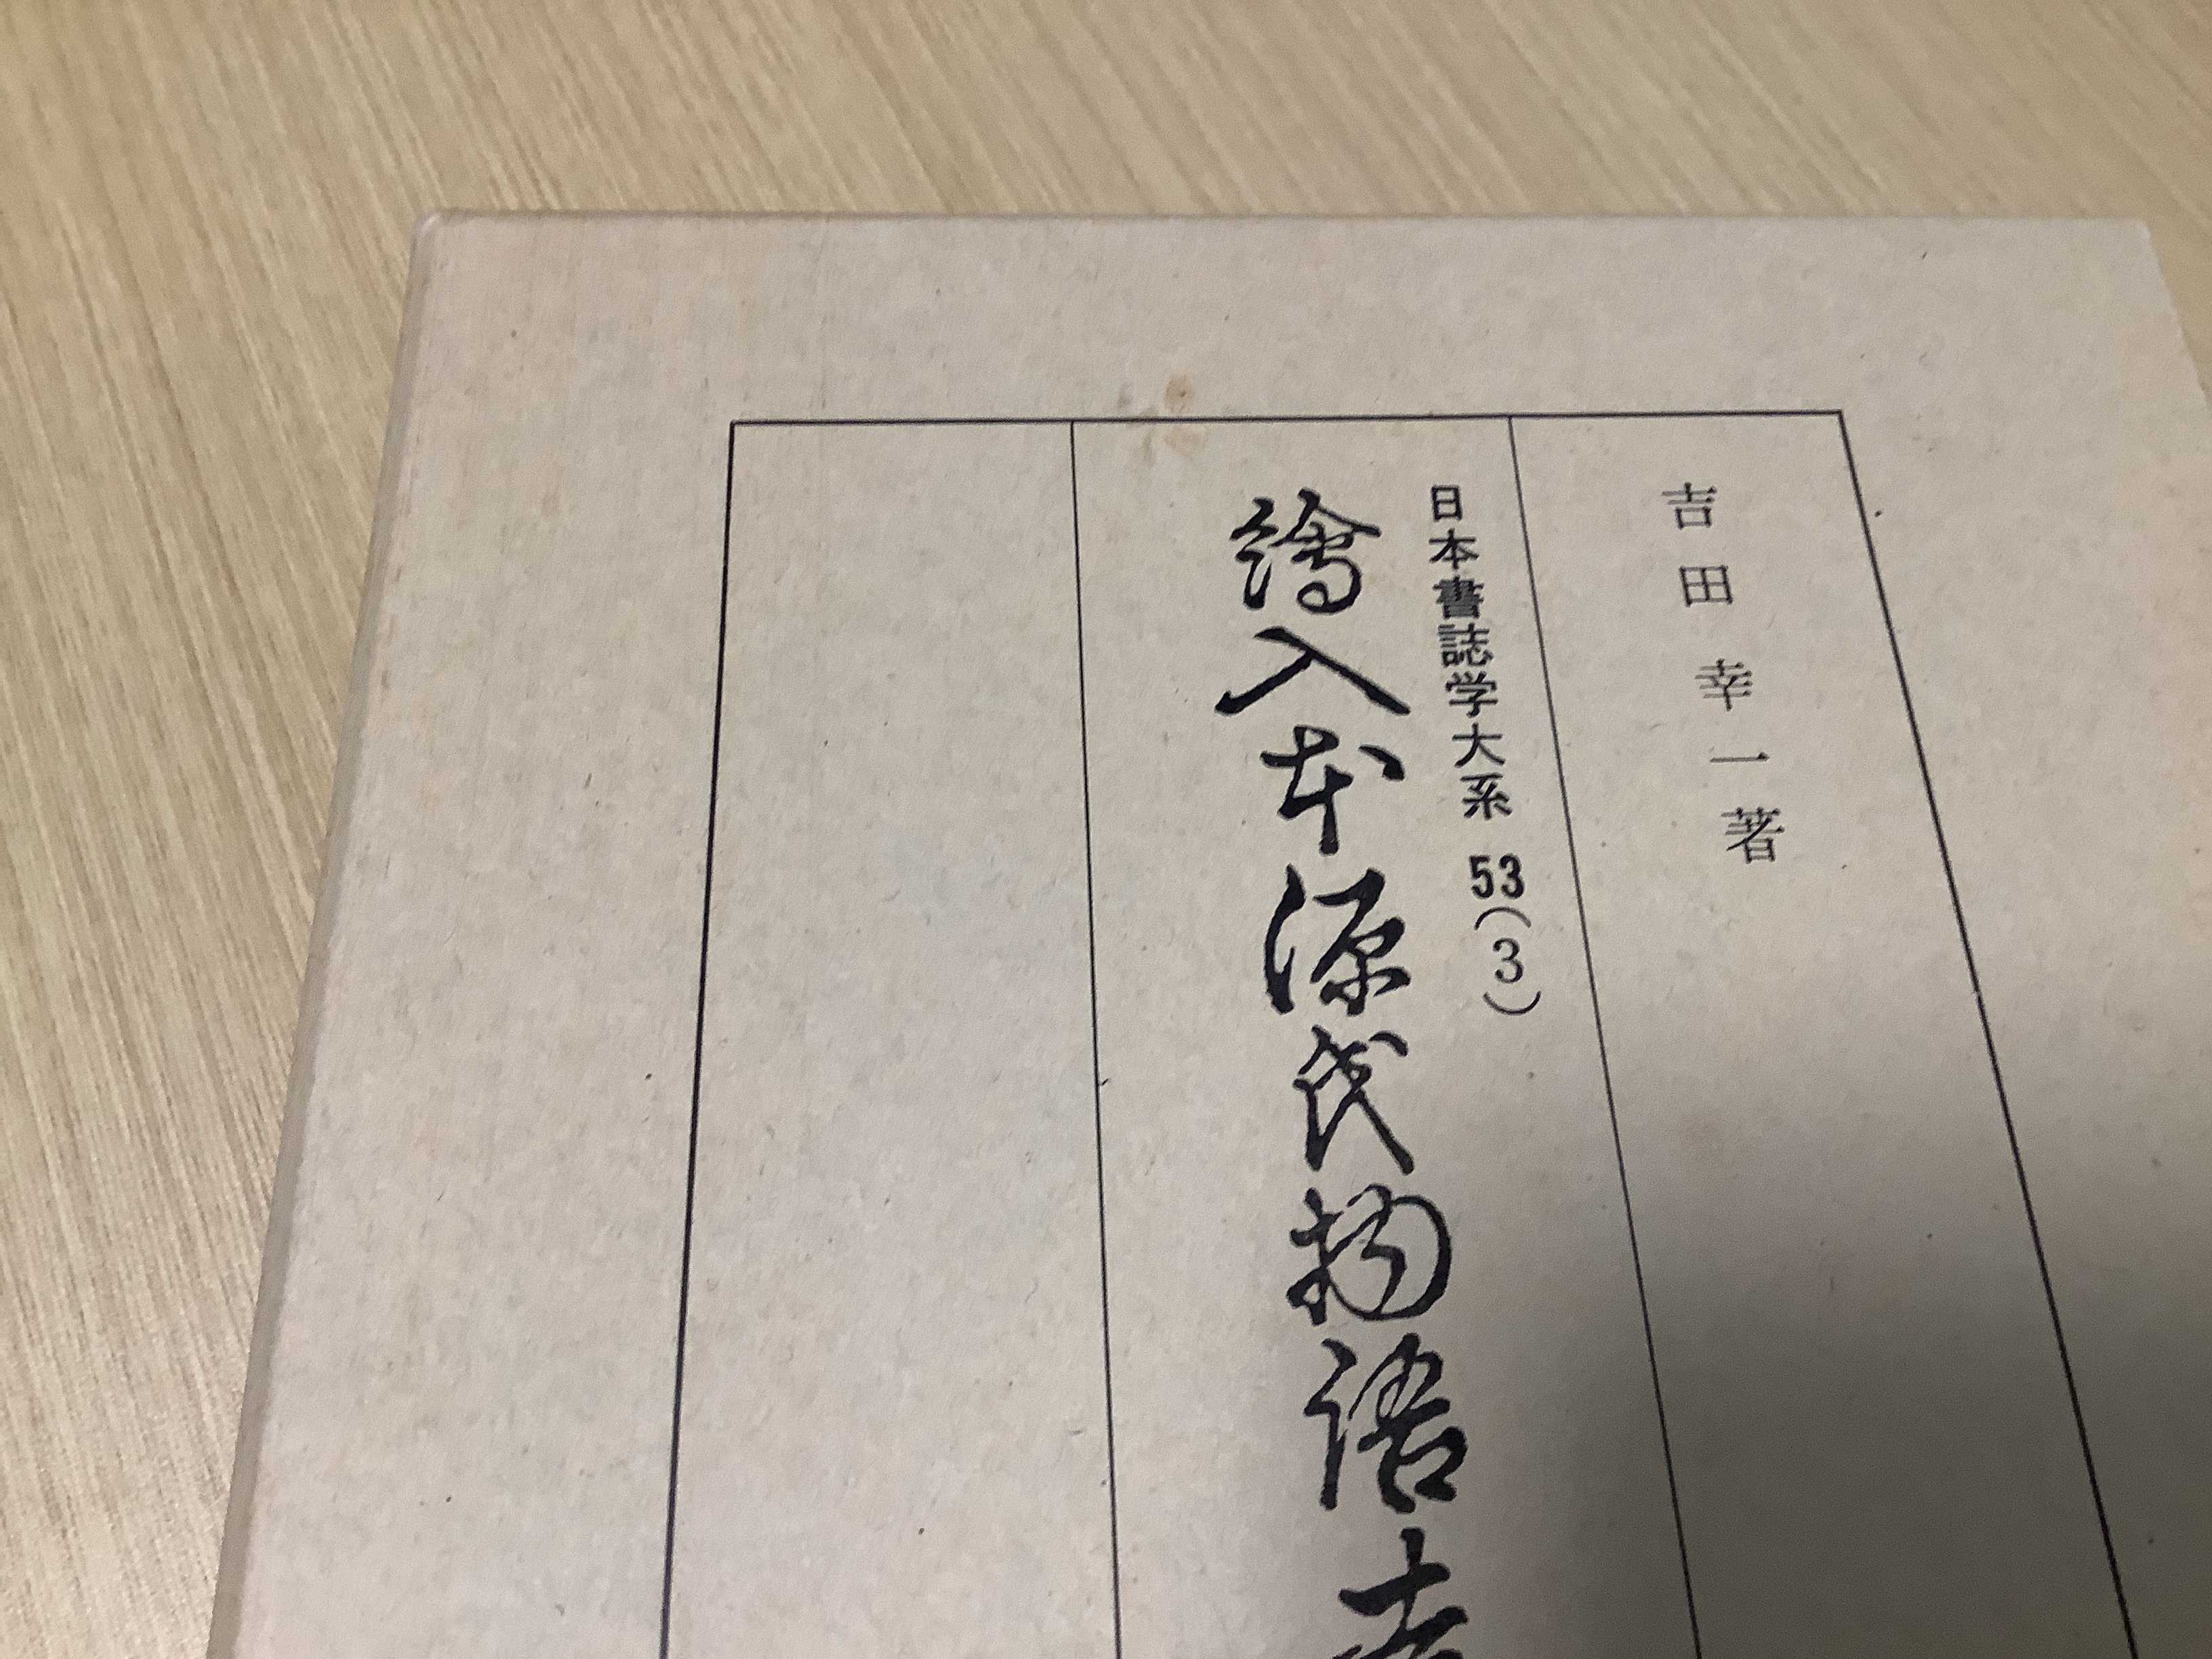 吉田幸一著
日本書誌学大系 53(3)
繪入本源氏物語